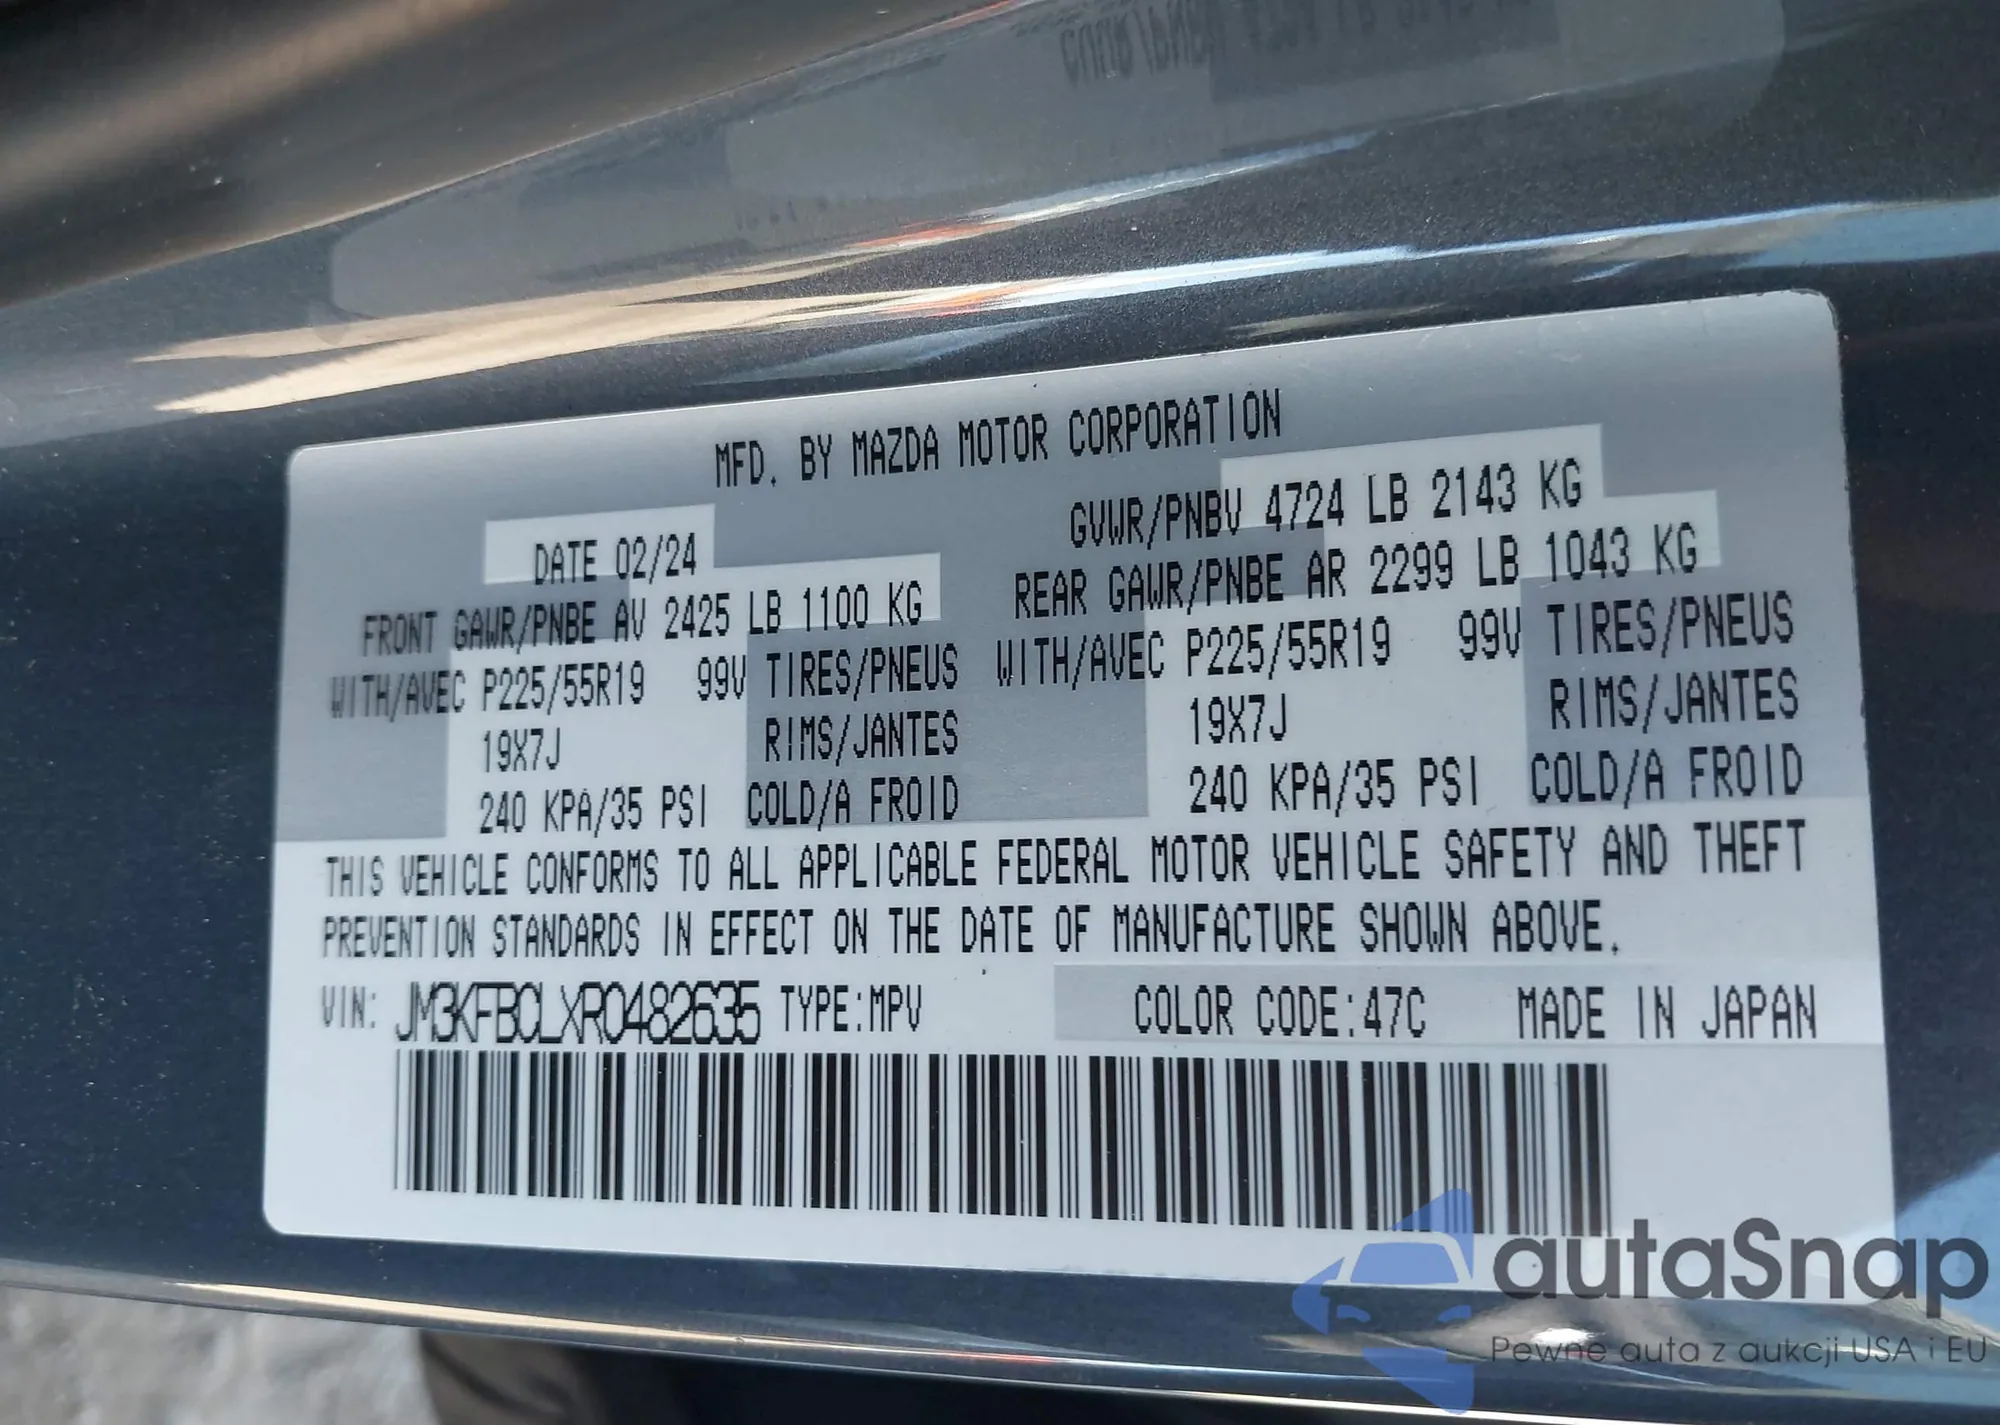 MFD. BY MAZDA MOTOR CORPORATION
DATE 02/24
GVWR/PNBV 4724 LB 2143 KG
FRONT GAWR/PNBE AV 2425 LB 1100 KG
REAR GAWR/PNBE AR 2299 LB 1043 KG
WITH/AVEC P225/55R19 99V TIRES/PNEUS
WITH/AVEC P225/55R19 99V TIRES/PNEUS
19X7J RIMS/JANTES
19X7J RIMS/JANTES
240 KPA/35 PSI COLD/A FROID
240 KPA/35 PSI COLD/A FROID
THIS VEHICLE CONFORMS TO ALL APPLICABLE FEDERAL MOTOR VEHICLE SAFETY AND THEFT
PREVENTION STANDARDS IN EFFECT ON THE DATE OF MANUFACTURE SHOWN ABOVE.
VIN: JM3KFBCLXR0482635 TYPE:MPV COLOR CODE:47C MADE IN JAPAN
autaSnap
Pewne auta z aukcji USA i EU